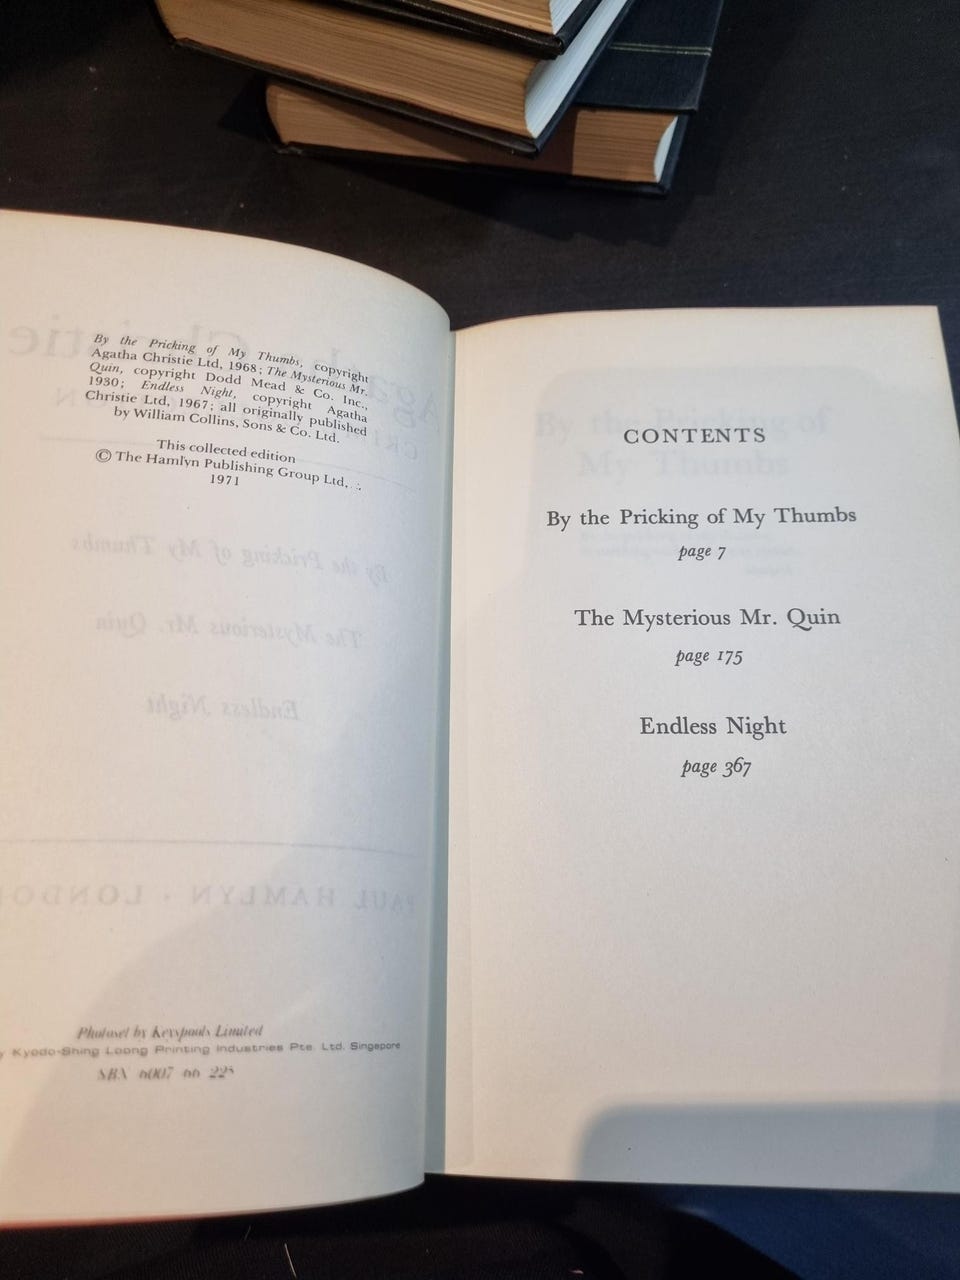 By the Pricking of My Thumbs, copyright
Agatha Christie Ltd, 1968; The Mysterious Mr.
Quin, copyright Dodd Mead & Co. Inc.,
1930; Endless Night, copyright Agatha
Christie Ltd, 1967; all originally published
by William Collins, Sons & Co. Ltd.
This collected edition
© The Hamlyn Publishing Group Ltd,
1971
Photoset by Limited
Kyodo-Shing Loong Printing Industries Pte. Ltd. Singapore
CONTENTS
By the Pricking of My Thumbs
page 7
The Mysterious Mr. Quin
page 175
Endless Night
page 367